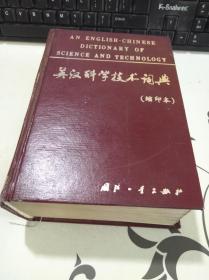 AN ENGLISH-CHINESE
DICTIONARY OF
SCIENCE AND TECHNOLOGY
英汉科学技术词典
(缩印本)
国防工业出版社